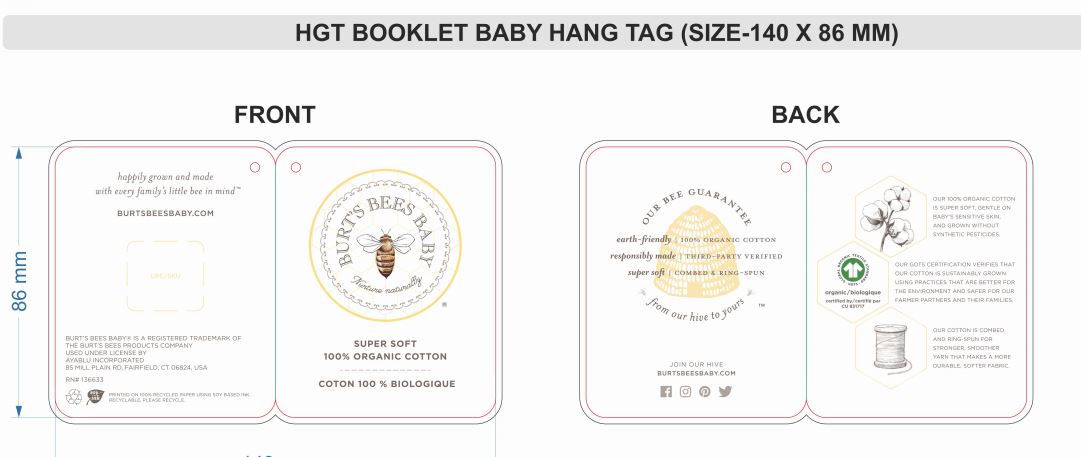 HGT BOOKLET BABY HANG TAG (SIZE-140 X 86 MM)
FRONT
BACK
86 mm
happily grown and made
with every family's little bee in mind™
BURTSBEESBABY.COM
UPC/SKU
BURT'S BEES BABY® IS A REGISTERED TRADEMARK OF
THE BURT'S BEES PRODUCTS COMPANY
USED UNDER LICENSE BY
AYABLU INCORPORATED
85 MILL PLAIN RD, FAIRFIELD, CT 06824, USA
RN# 136633
PRINTED ON 100% RECYCLED PAPER USING SOY BASED INK.
RECYCLABLE, PLEASE RECYCLE.
BURT'S BEES BABY
Nurture naturally
®
SUPER SOFT
100% ORGANIC COTTON
COTON 100 % BIOLOGIQUE
OUR BEE GUARANTEE
earth-friendly | 100% ORGANIC COTTON
responsibly made | THIRD-PARTY VERIFIED
super soft | COMBED & RING-SPUN
from our hive to yours
™
JOIN OUR HIVE
BURTSBEESBABY.COM
OUR 100% ORGANIC COTTON
IS SUPER SOFT, GENTLE ON
BABY'S SENSITIVE SKIN,
AND GROWN WITHOUT
SYNTHETIC PESTICIDES.
organic/biologique
certified by/certifié par
CU 831717
OUR GOTS CERTIFICATION VERIFIES THAT
OUR COTTON IS SUSTAINABLY GROWN
USING PRACTICES THAT ARE BETTER FOR
THE ENVIRONMENT AND SAFER FOR OUR
FARMER PARTNERS AND THEIR FAMILIES.
OUR COTTON IS COMBED
AND RING-SPUN FOR
STRONGER, SMOOTHER
YARN THAT MAKES A MORE
DURABLE, SOFTER FABRIC.